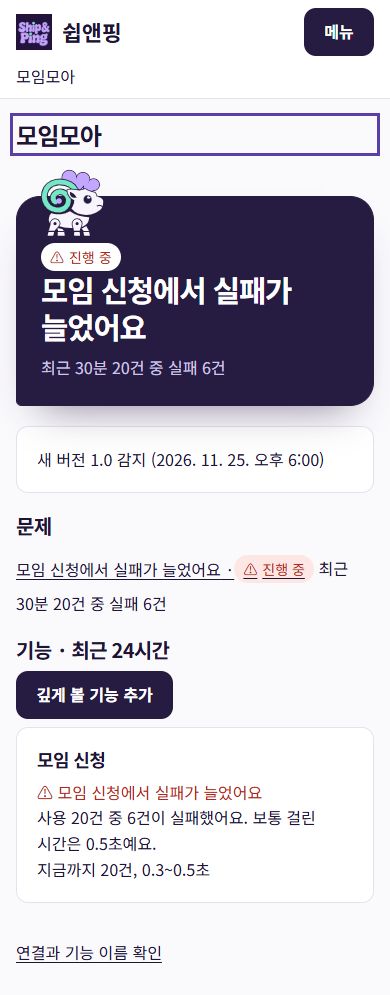 Ship&
Ping
쉽앤핑
메뉴
모임모아
모임모아
진행 중
모임 신청에서 실패가
늘었어요
최근 30분 20건 중 실패 6건
새 버전 1.0 감지 (2026. 11. 25. 오후 6:00)
문제
모임 신청에서 실패가 늘었어요 · 진행 중 최근
30분 20건 중 실패 6건
기능 · 최근 24시간
깊게 볼 기능 추가
모임 신청
모임 신청에서 실패가 늘었어요
사용 20건 중 6건이 실패했어요. 보통 걸린
시간은 0.5초예요.
지금까지 20건, 0.3~0.5초
연결과 기능 이름 확인